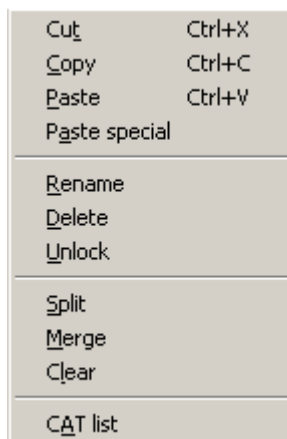 Cut Ctrl+X
Copy Ctrl+C
Paste Ctrl+V
Paste special
Rename
Delete
Unlock
Split
Merge
Clear
CAT list